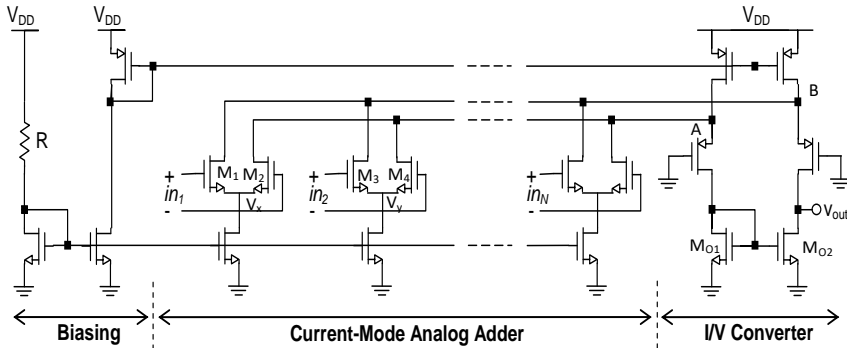 VDD
VDD
VDD
B
A
R
+
in1
-
M1
M2
Vx
+
in2
-
M3
M4
Vy
+
inN
-
Vout
MO1
MO2
Biasing
Current-Mode Analog Adder
I/V Converter